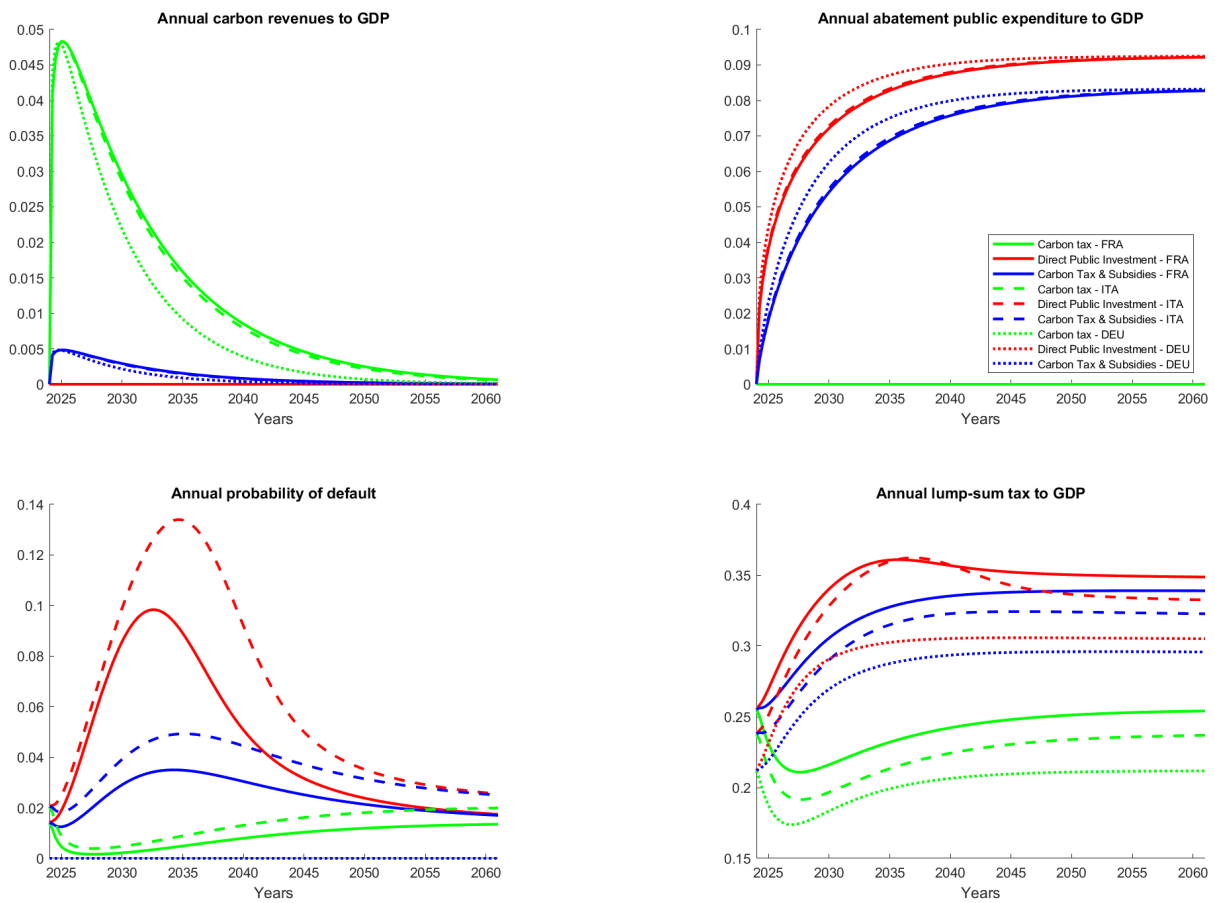 Annual carbon revenues to GDP
0.05
0.045
0.04
0.035
0.03
0.025
0.02
0.015
0.01
0.005
0
2025 2030 2035 2040 2045 2050 2055 2060
Years
Annual abatement public expenditure to GDP
0.1
0.09
0.08
0.07
0.06
0.05
0.04
0.03
0.02
0.01
0
2025 2030 2035 2040 2045 2050 2055 2060
Years
Carbon tax - FRA
Direct Public Investment - FRA
Carbon Tax & Subsidies - FRA
Carbon tax - ITA
Direct Public Investment - ITA
Carbon Tax & Subsidies - ITA
Carbon tax - DEU
Direct Public Investment - DEU
Carbon Tax & Subsidies - DEU
Annual probability of default
0.14
0.12
0.1
0.08
0.06
0.04
0.02
0
2025 2030 2035 2040 2045 2050 2055 2060
Years
Annual lump-sum tax to GDP
0.4
0.35
0.3
0.25
0.2
0.15
2025 2030 2035 2040 2045 2050 2055 2060
Years